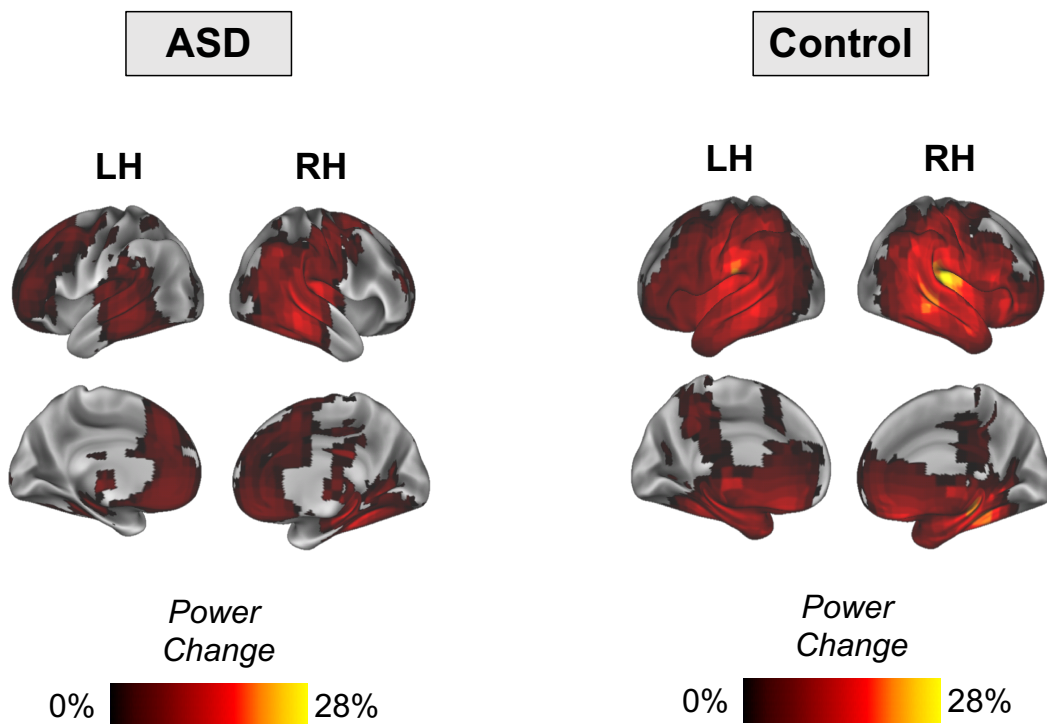 ASD
Control
LH
RH
LH
RH
Power
Change
0%
28%
Power
Change
0%
28%